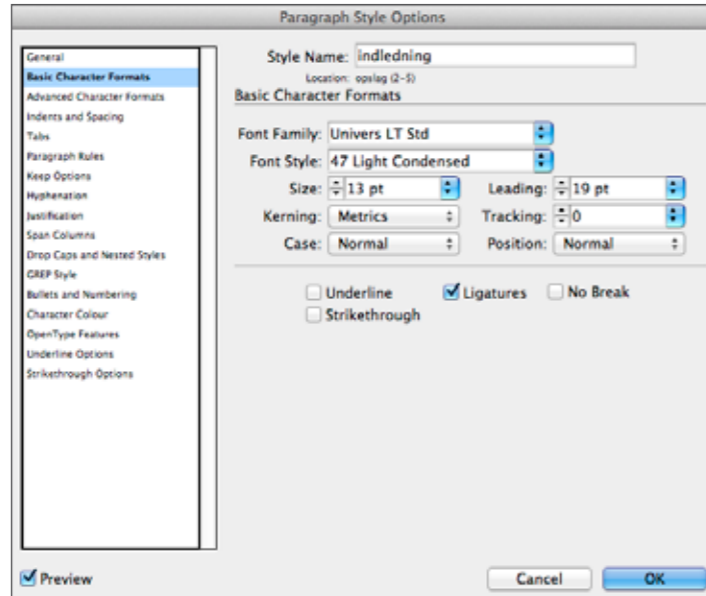 Paragraph Style Options
General
Basic Character Formats
Advanced Character Formats
Indents and Spacing
Tabs
Paragraph Rules
Keep Options
Hyphenation
Justification
Span Columns
Drop Caps and Nested Styles
GREP Style
Bullets and Numbering
Character Colour
OpenType Features
Underline Options
Strikethrough Options
Style Name: indledning
Location: opslag (2-5)
Basic Character Formats
Font Family: Univers LT Std
Font Style: 47 Light Condensed
Size: 13 pt Leading: 19 pt
Kerning: Metrics Tracking: 0
Case: Normal Position: Normal
Underline Ligatures No Break
Strikethrough
Preview Cancel OK